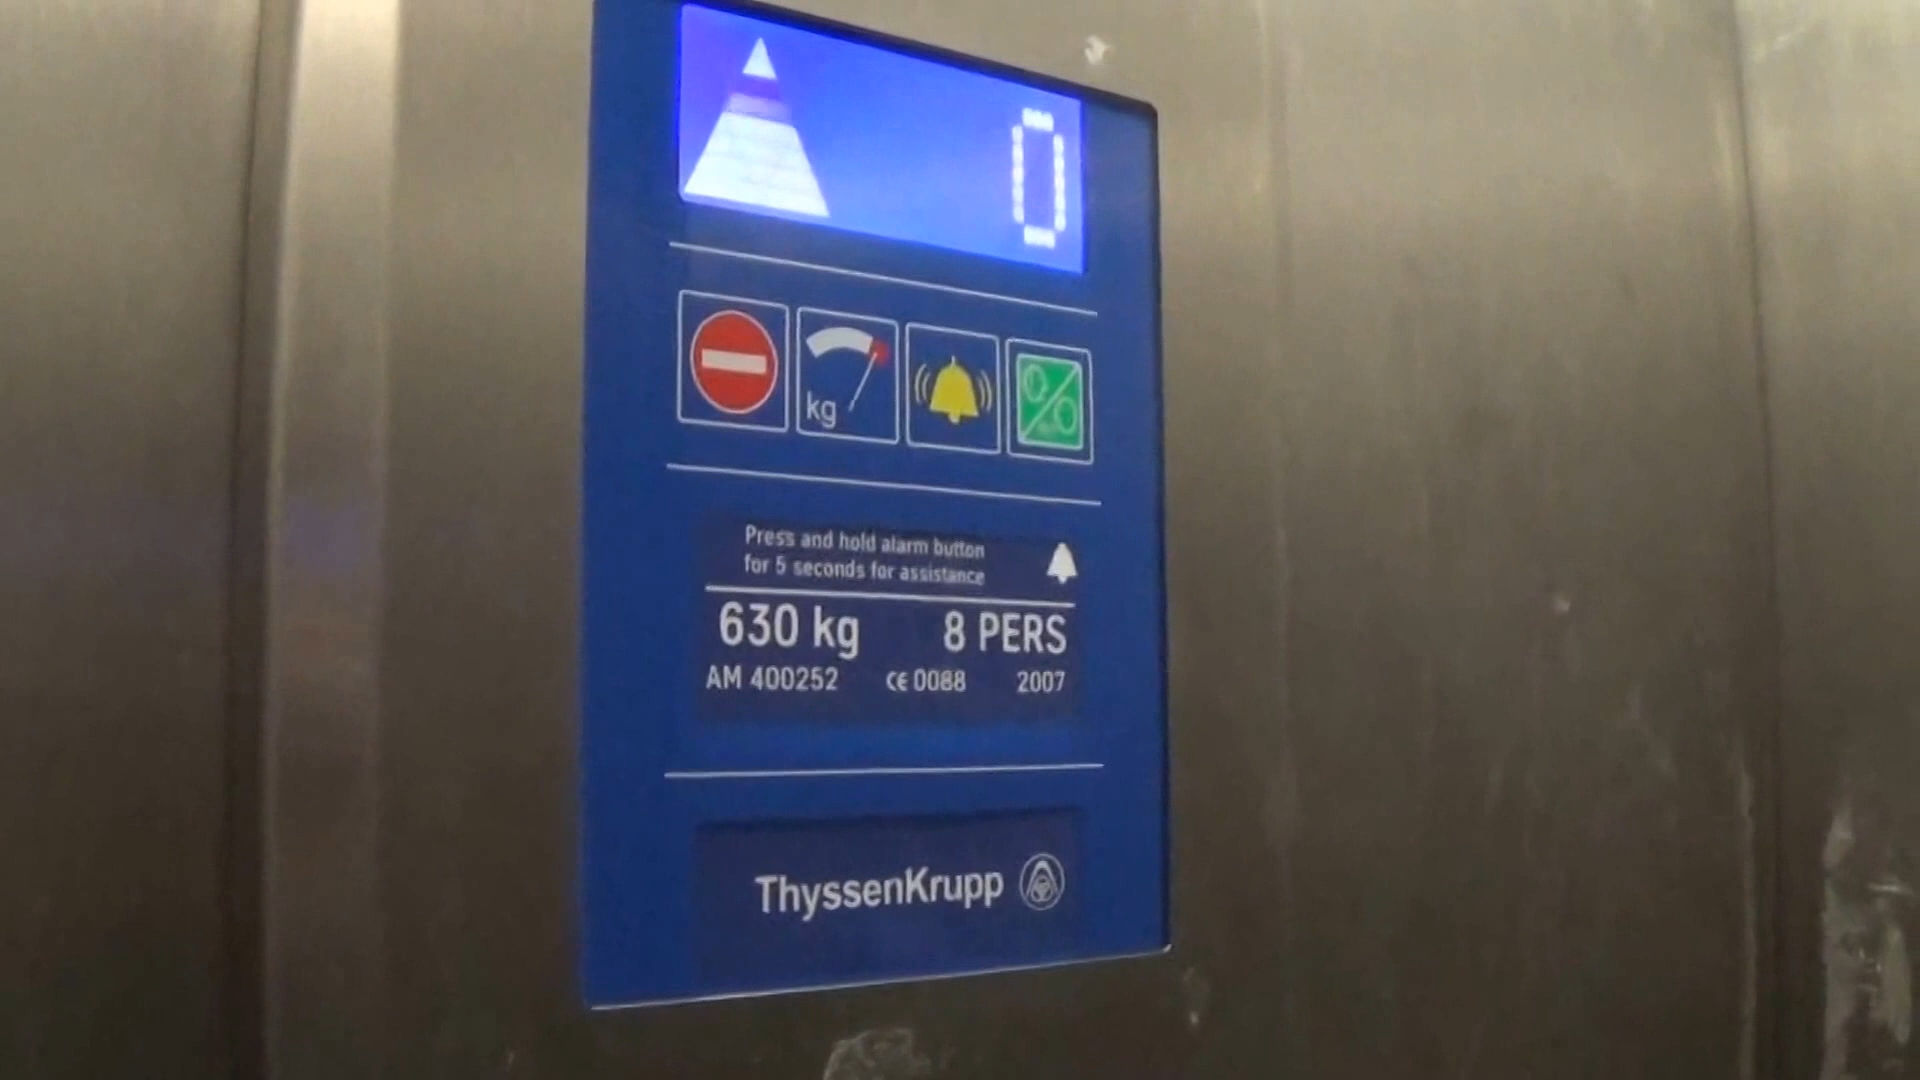 0
kg
Press and hold alarm button
for 5 seconds for assistance
630 kg 8 PERS
AM 400252 CE 0088 2007
ThyssenKrupp